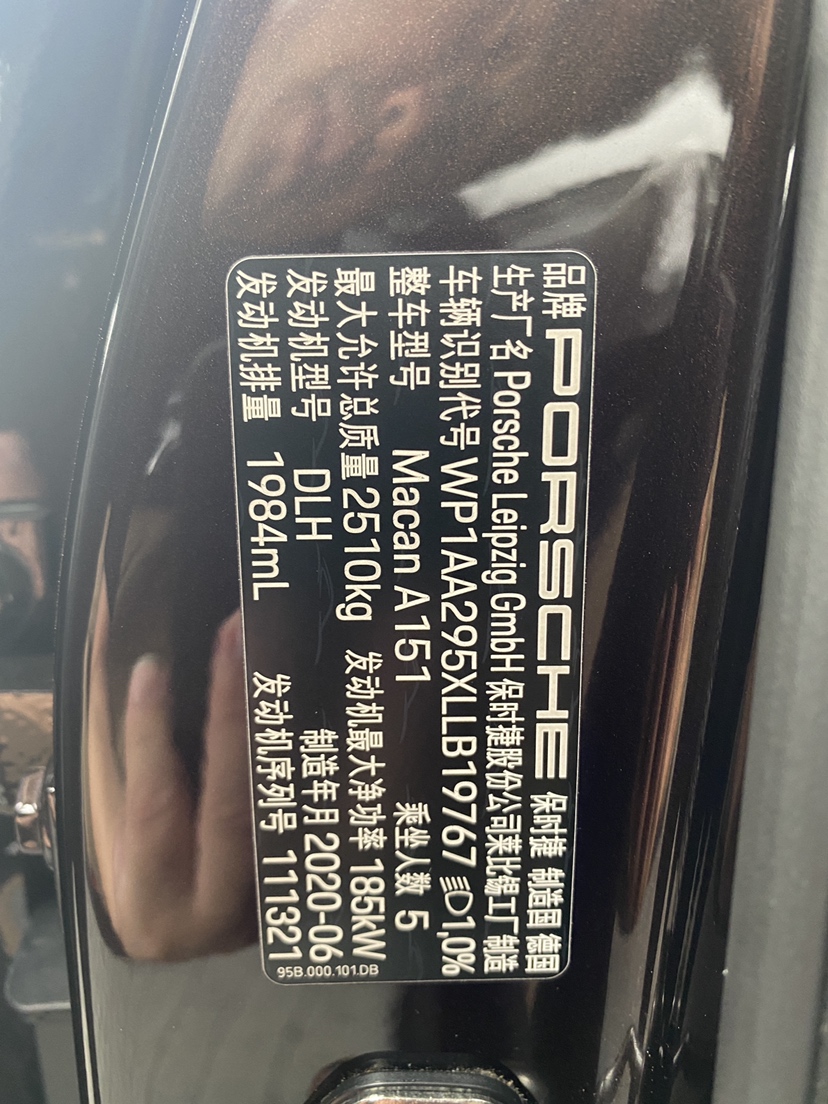 品牌 PORSCHE 保时捷 制造国 德国
生产厂名 Porsche Leipzig GmbH 保时捷股份公司莱比锡工厂 制造
车辆识别代号 WP1AA295XLLB19767 1,0%
整车型号 Macan A151 乘坐人数 5
最大允许总质量 2510kg 发动机最大净功率 185kW
发动机型号 DLH 制造年月 2020-06
发动机排量 1984mL 发动机序列号 111321
95B.000.101.DB